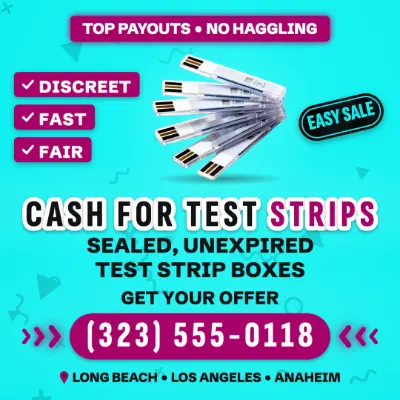 TOP PAYOUTS • NO HAGGLING
✓ DISCREET
✓ FAST
✓ FAIR
EASY SALE
CASH FOR TEST STRIPS
SEALED, UNEXPIRED
TEST STRIP BOXES
GET YOUR OFFER
(323) 555-0118
LONG BEACH • LOS ANGELES • ANAHEIM